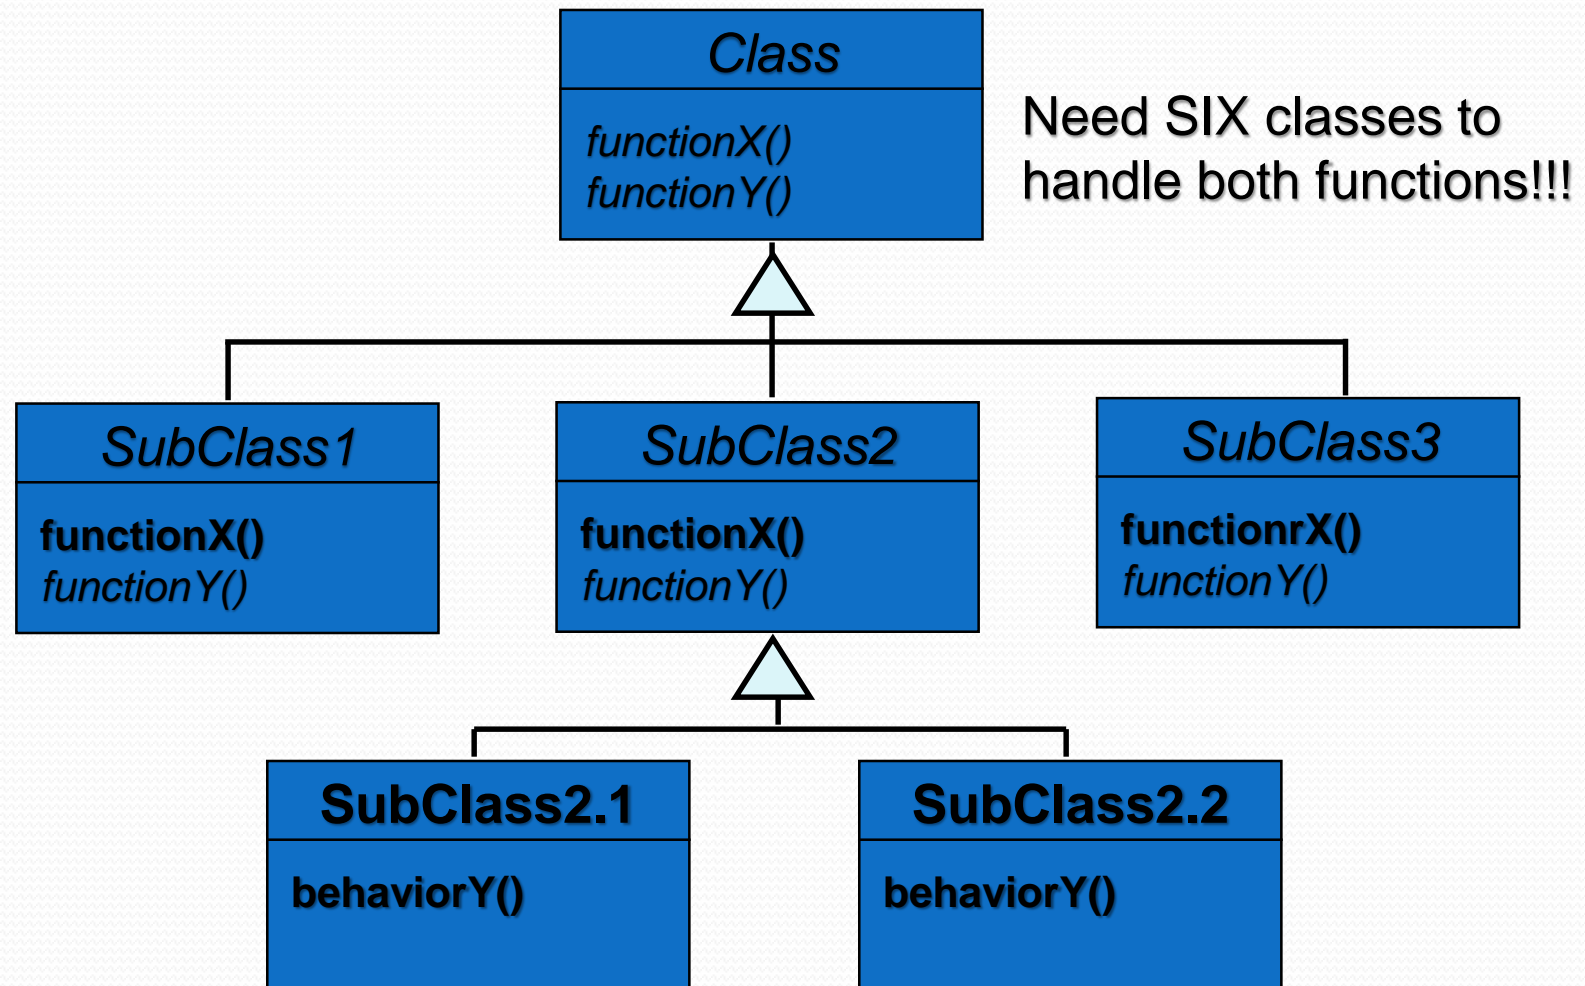 Class
functionX()
functionY()
Need SIX classes to
handle both functions!!!
SubClass1
functionX()
functionY()
SubClass2
functionX()
functionY()
SubClass3
functionrX()
functionY()
SubClass2.1
behaviorY()
SubClass2.2
behaviorY()